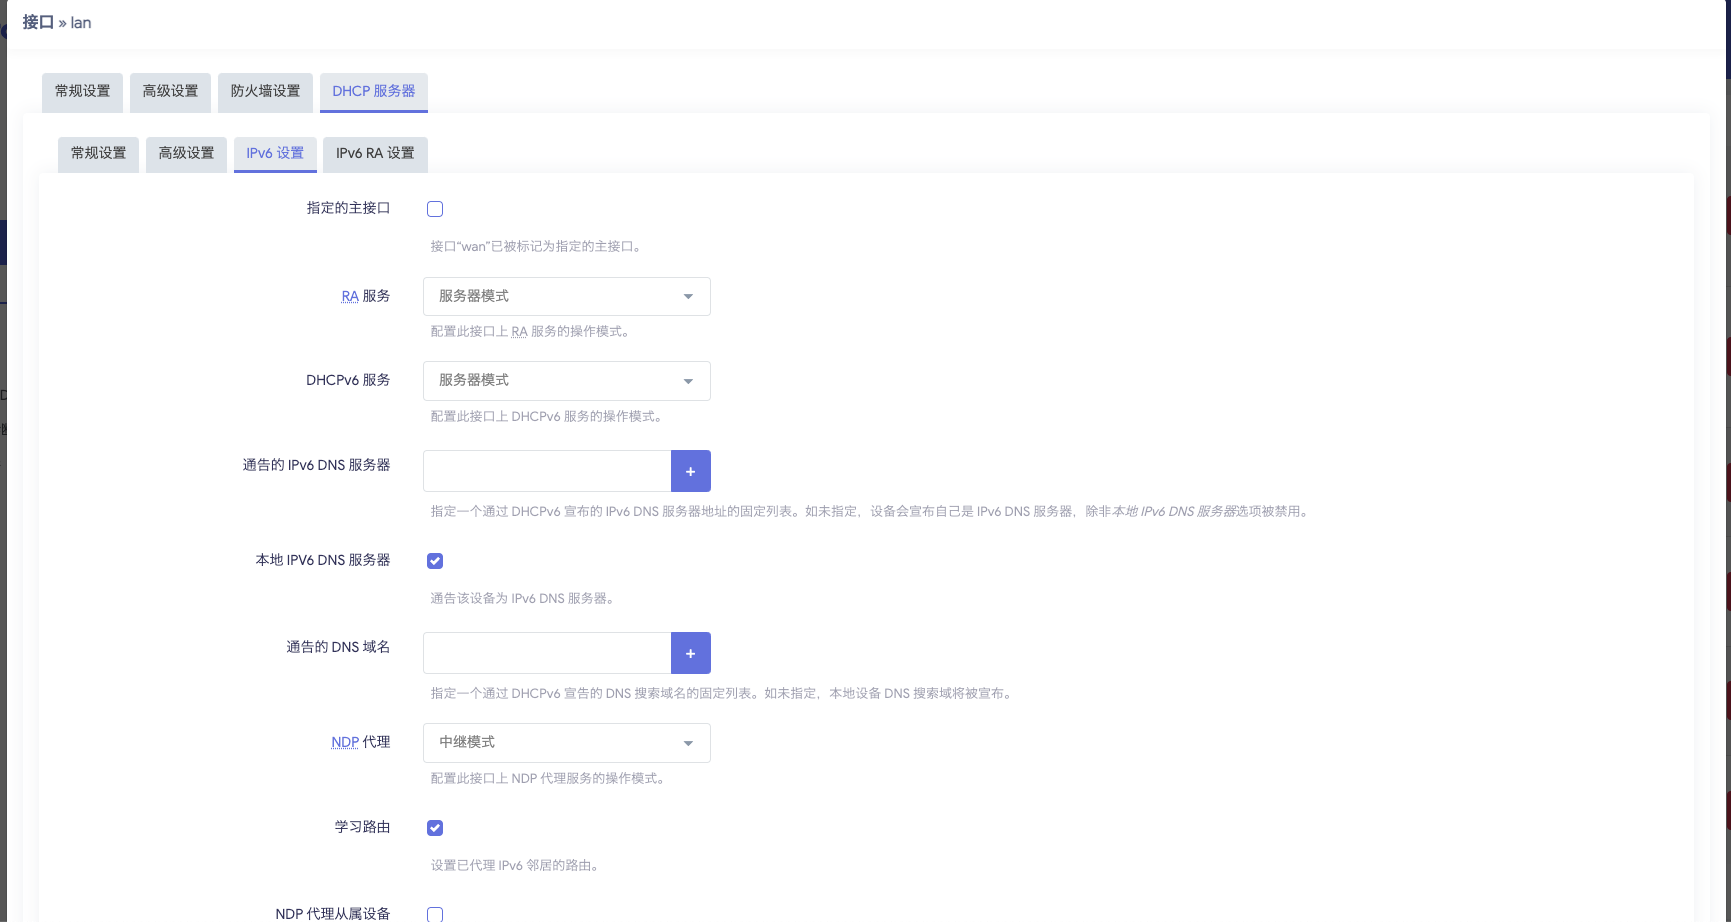 接口 » lan
常规设置 高级设置 防火墙设置 DHCP 服务器
常规设置 高级设置 IPv6 设置 IPv6 RA 设置
指定的主接口
接口“wan”已被标记为指定的主接口。
RA 服务 服务器模式
配置此接口上 RA 服务的操作模式。
DHCPv6 服务 服务器模式
配置此接口上 DHCPv6 服务的操作模式。
通告的 IPv6 DNS 服务器 +
指定一个通过 DHCPv6 宣布的 IPv6 DNS 服务器地址的固定列表。如未指定，设备会宣布自己是 IPv6 DNS 服务器，除非本地 IPv6 DNS 服务器选项被禁用。
本地 IPV6 DNS 服务器
通告该设备为 IPv6 DNS 服务器。
通告的 DNS 域名 +
指定一个通过 DHCPv6 宣告的 DNS 搜索域名的固定列表。如未指定，本地设备 DNS 搜索域将被宣布。
NDP 代理 中继模式
配置此接口上 NDP 代理服务的操作模式。
学习路由
设置已代理 IPv6 邻居的路由。
NDP 代理从属设备